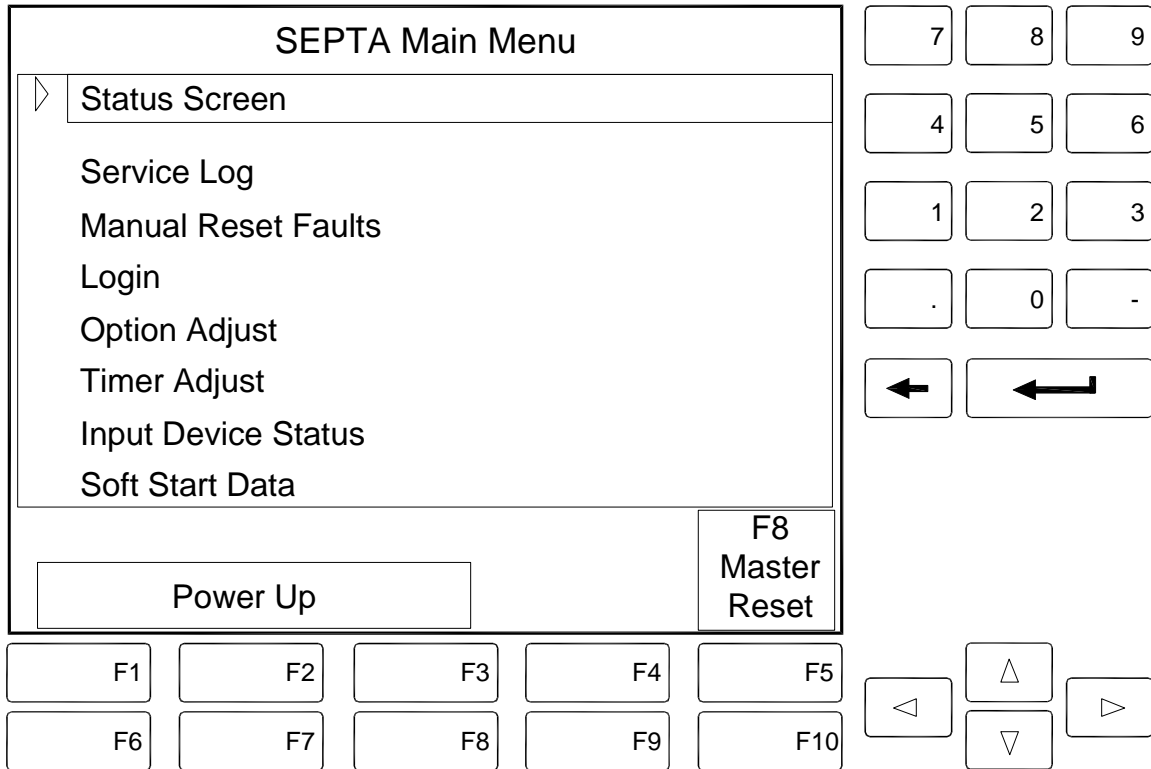 SEPTA Main Menu
Status Screen
Service Log
Manual Reset Faults
Login
Option Adjust
Timer Adjust
Input Device Status
Soft Start Data
Power Up
F8
Master
Reset
F1 F2 F3 F4 F5
F6 F7 F8 F9 F10
7 8 9
4 5 6
1 2 3
. 0 -